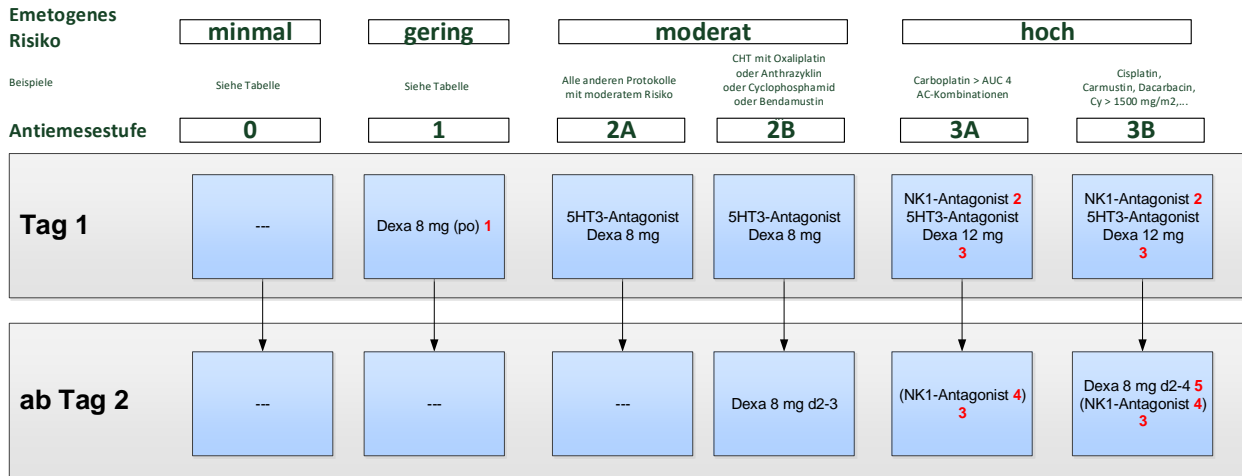 Emetogenes
Risiko
minmal
gering
moderat
hoch
Beispiele
Siehe Tabelle
Siehe Tabelle
Alle anderen Protokolle
mit moderatem Risiko
CHT mit Oxaliplatin
oder Anthrazyklin
oder Cyclophosphamid
oder Bendamustin
Carboplatin > AUC 4
AC-Kombinationen
Cisplatin,
Carmustin, Dacarbacin,
Cy > 1500 mg/m2,...
Antiemesestufe
0
1
2A
2B
3A
3B
Tag 1
---
Dexa 8 mg (po) 1
5HT3-Antagonist
Dexa 8 mg
5HT3-Antagonist
Dexa 8 mg
NK1-Antagonist 2
5HT3-Antagonist
Dexa 12 mg
3
NK1-Antagonist 2
5HT3-Antagonist
Dexa 12 mg
3
ab Tag 2
---
---
---
Dexa 8 mg d2-3
(NK1-Antagonist 4)
3
Dexa 8 mg d2-4 5
(NK1-Antagonist 4)
3